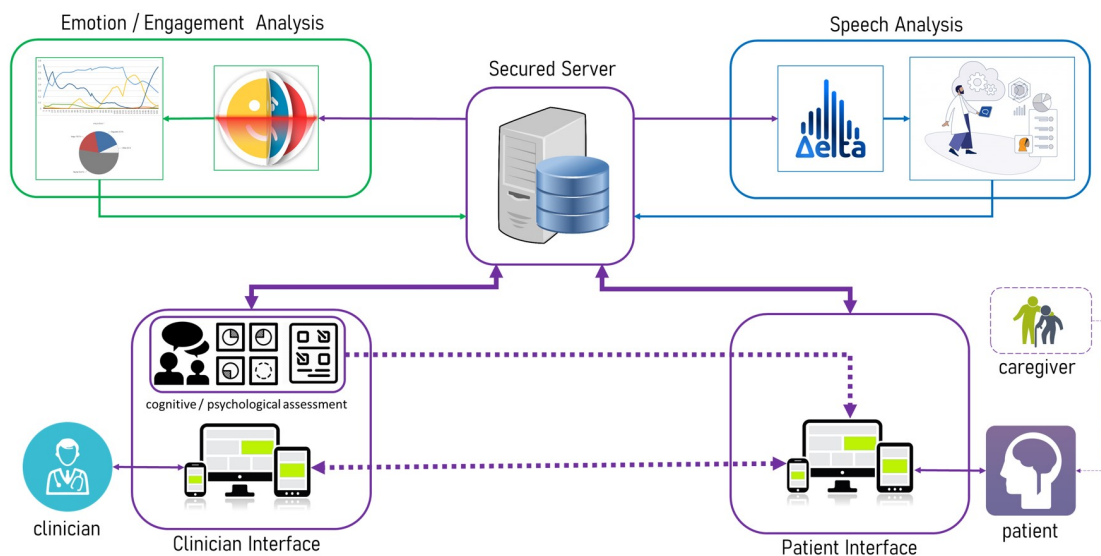 Emotion / Engagement Analysis
Secured Server
Speech Analysis
Δelta
cognitive / psychological assessment
caregiver
clinician
Clinician Interface
Patient Interface
patient